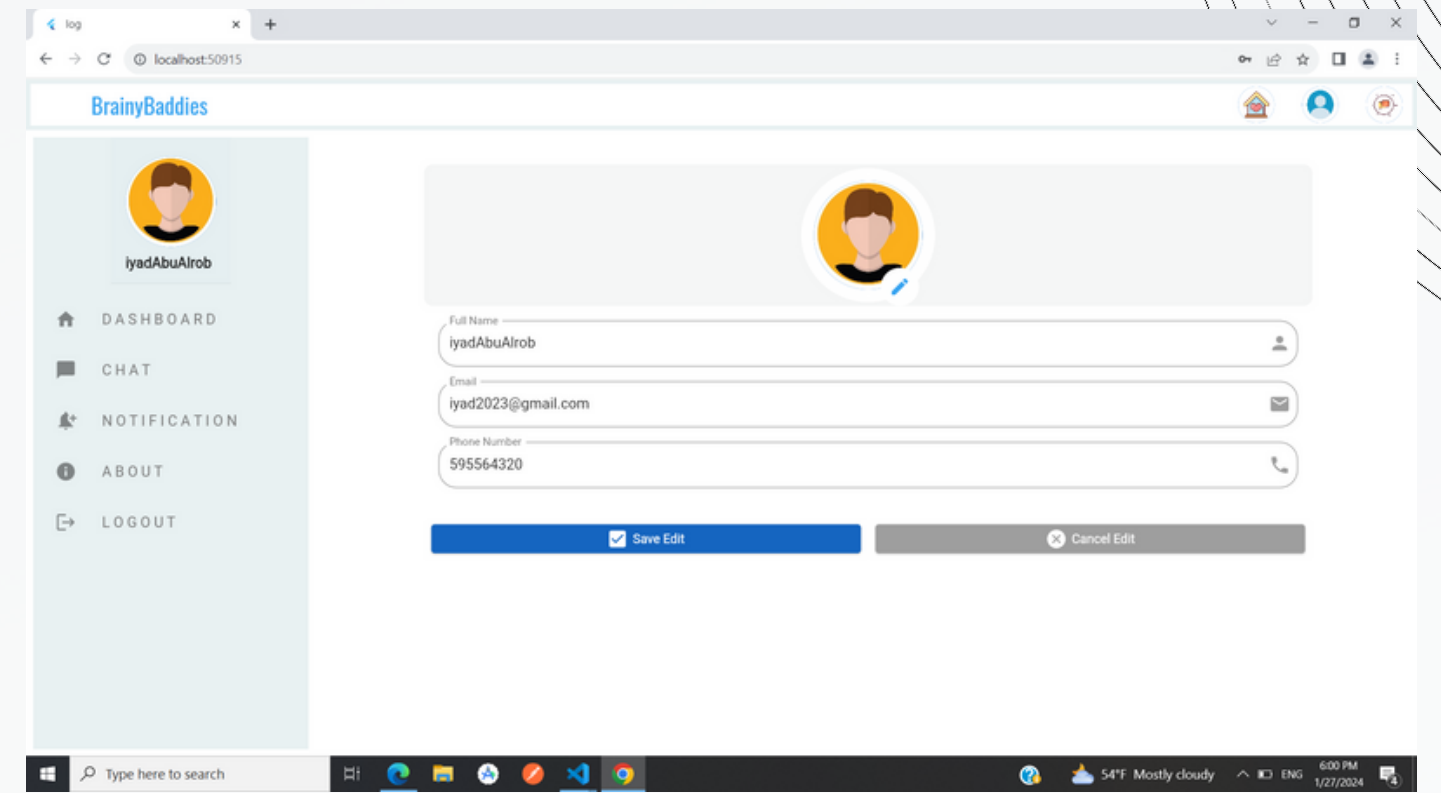 log
localhost:50915
BrainyBaddies
iyadAbuAlrob
DASHBOARD
CHAT
NOTIFICATION
ABOUT
LOGOUT
Full Name
iyadAbuAlrob
Email
iyad2023@gmail.com
Phone Number
595564320
Save Edit
Cancel Edit
Type here to search
54°F Mostly cloudy
ENG
6:00 PM
1/27/2024
4